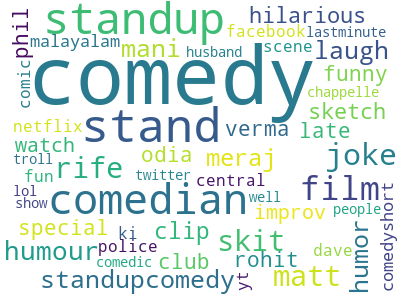 standup
hilarious
phil
malayalam
mani
facebook
lastminute
husband
scene
laugh
comic
comedy
funny
chappelle
stand
sketch
netflix
verma
late
watch
odia
meraj
joke
troll
fun
rife
twitter
central
film
lol
show
comedian
well
people
special
ki
clip
improv
humor
comedyshort
humour
police
skit
dave
comedic
club
rohit
standupcomedy
yt
matt